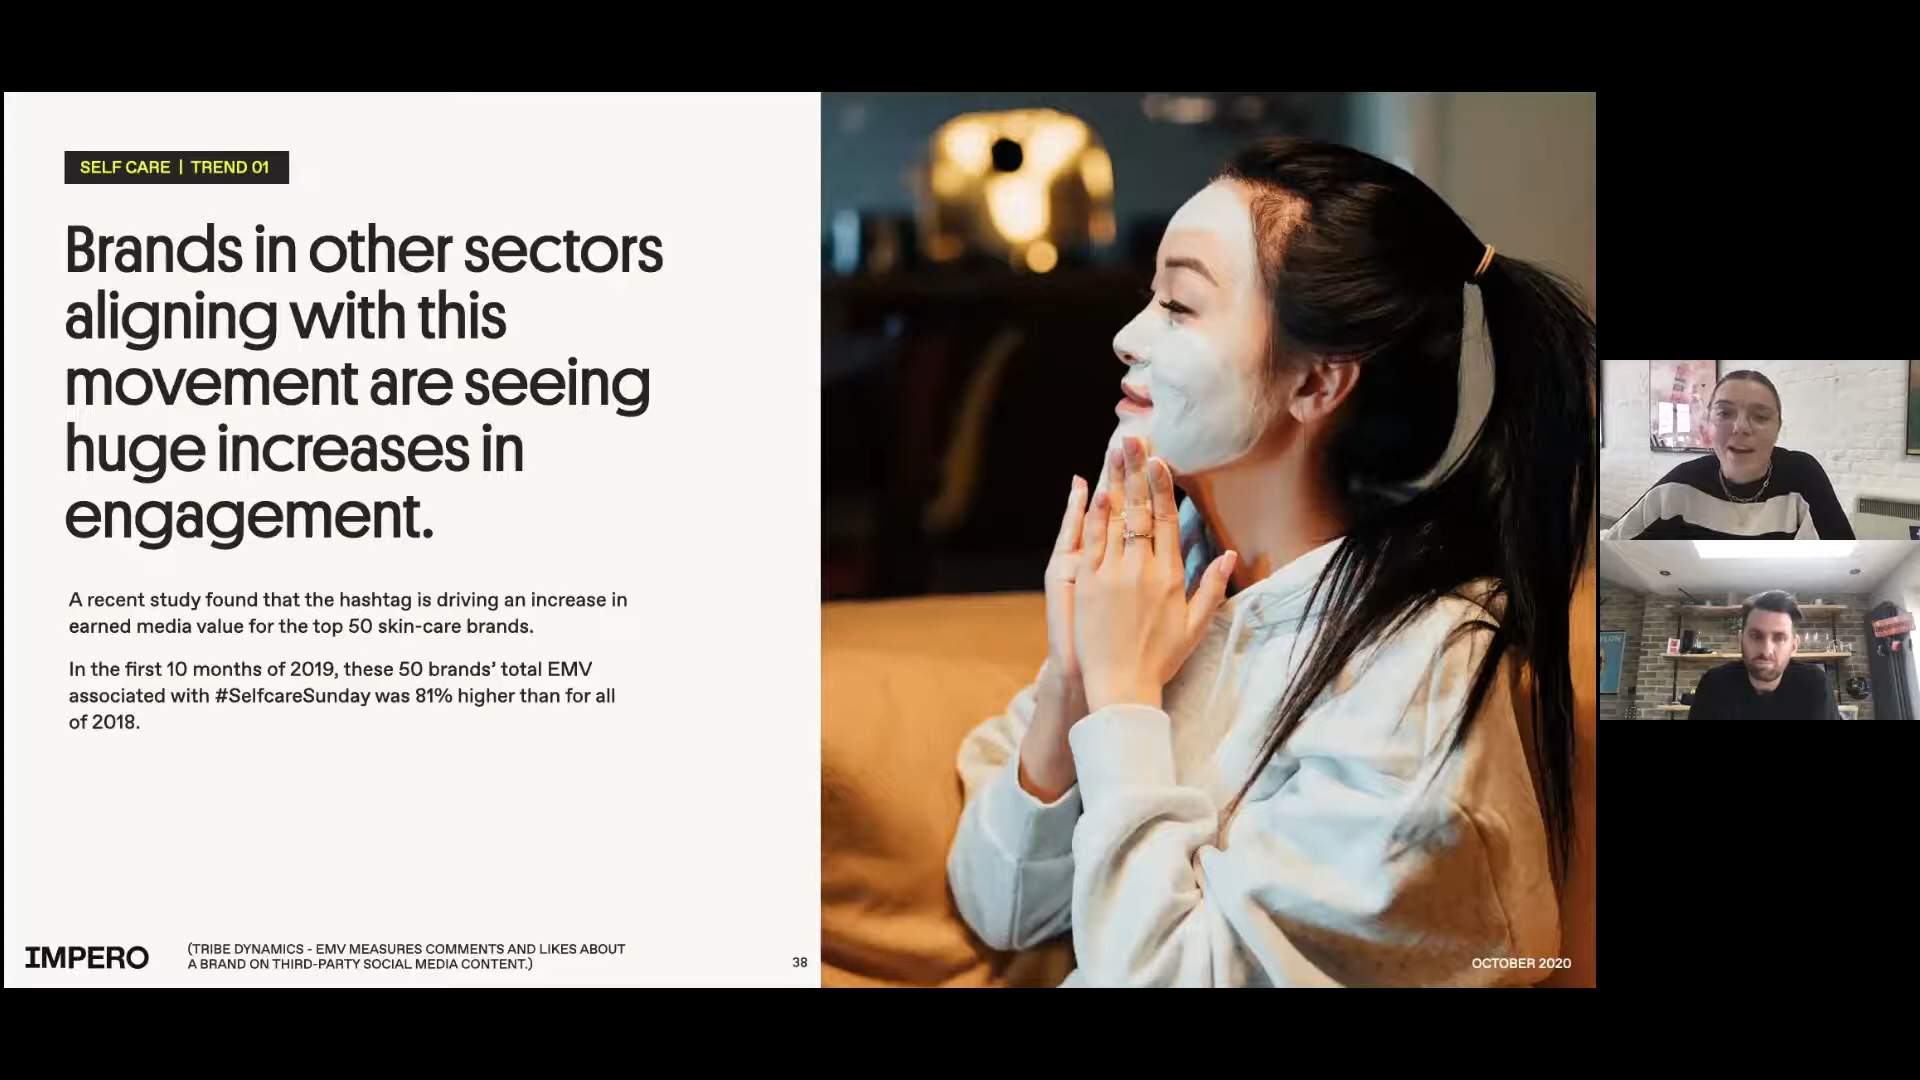 SELF CARE | TREND 01
Brands in other sectors
aligning with this
movement are seeing
huge increases in
engagement.
A recent study found that the hashtag is driving an increase in
earned media value for the top 50 skin-care brands.
In the first 10 months of 2019, these 50 brands’ total EMV
associated with #SelfcareSunday was 81% higher than for all
of 2018.
IMPERO
(TRIBE DYNAMICS - EMV MEASURES COMMENTS AND LIKES ABOUT
A BRAND ON THIRD-PARTY SOCIAL MEDIA CONTENT.)
38
OCTOBER 2020